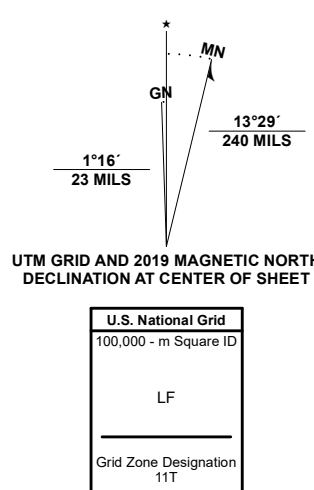 ★
MN
GN
13°29´
240 MILS
1°16´
23 MILS
UTM GRID AND 2019 MAGNETIC NORTH
DECLINATION AT CENTER OF SHEET
U.S. National Grid
100,000 - m Square ID
LF
Grid Zone Designation
11T